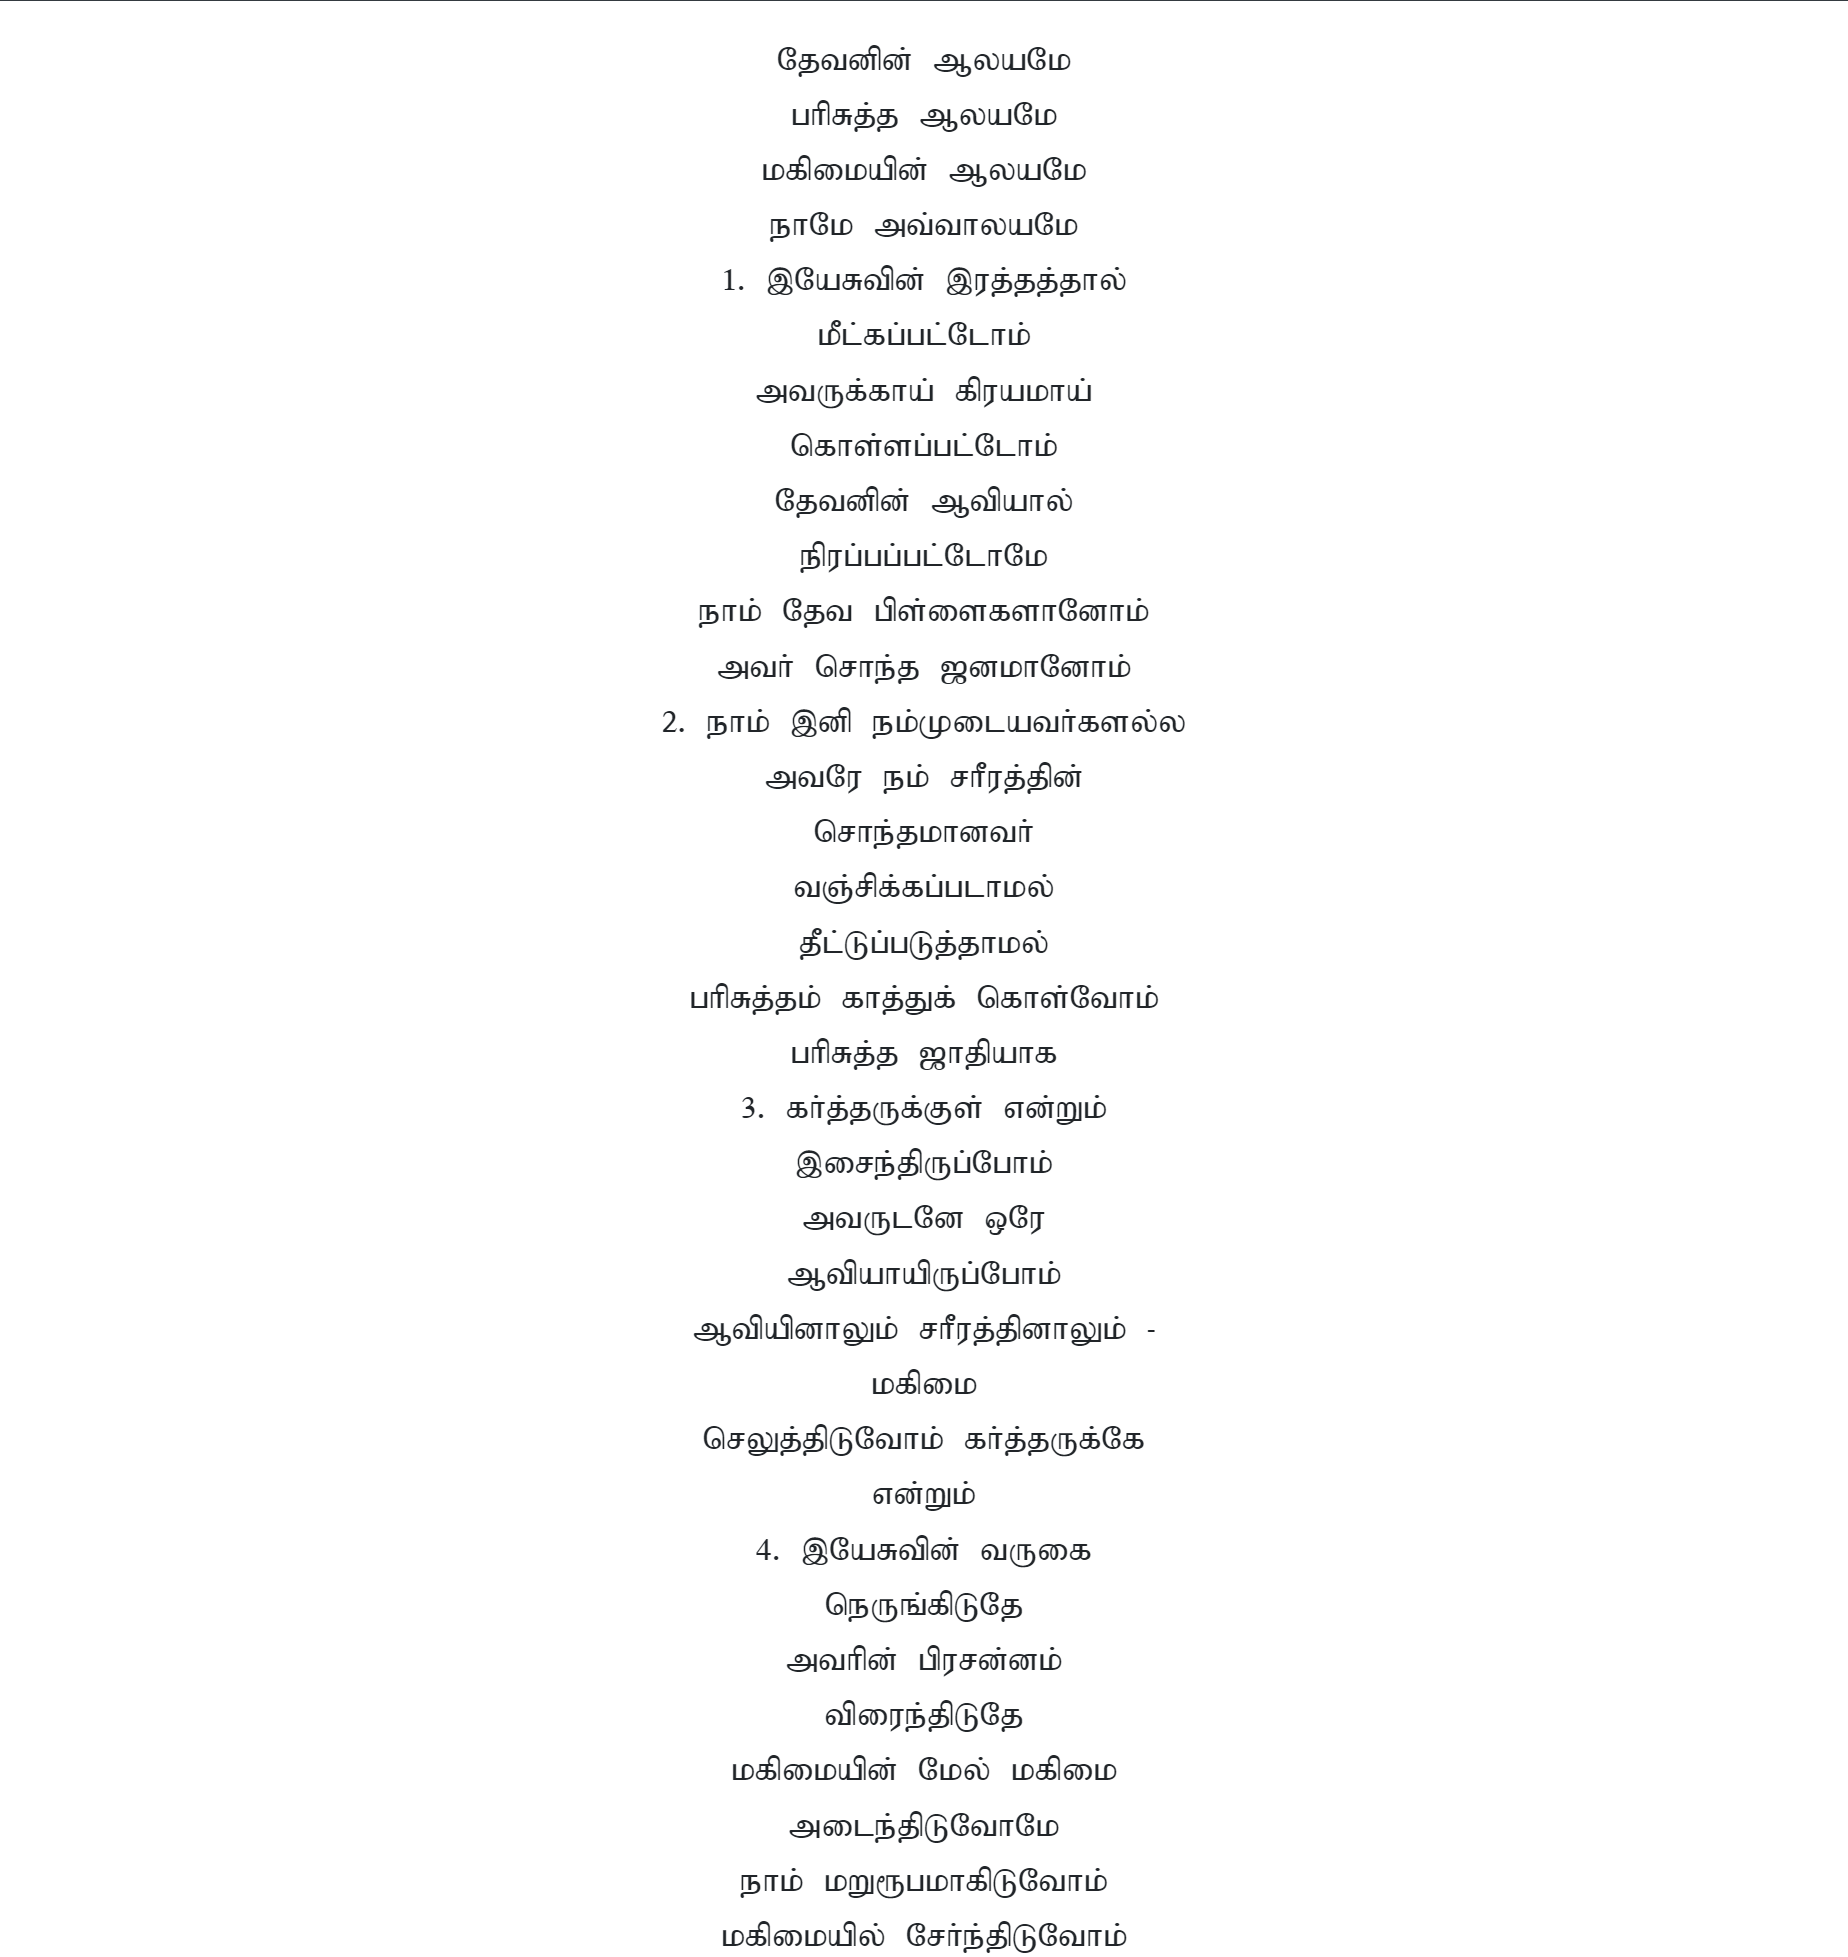 தேவனின் ஆலயமே
பரிசுத்த ஆலயமே
மகிமையின் ஆலயமே
நாமே அவ்வாலயமே
1. இயேசுவின் இரத்தத்தால்
மீட்கப்பட்டோம்
அவருக்காய் கிரயமாய்
கொள்ளப்பட்டோம்
தேவனின் ஆவியால்
நிரப்பப்பட்டோமே
நாம் தேவ பிள்ளைகளானோம்
அவர் சொந்த ஜனமானோம்
2. நாம் இனி நம்முடையவர்களல்ல
அவரே நம் சரீரத்தின்
சொந்தமானவர்
வஞ்சிக்கப்படாமல்
தீட்டுப்படுத்தாமல்
பரிசுத்தம் காத்துக் கொள்வோம்
பரிசுத்த ஜாதியாக
3. கர்த்தருக்குள் என்றும்
இசைந்திருப்போம்
அவருடனே ஒரே
ஆவியாயிருப்போம்
ஆவியினாலும் சரீரத்தினாலும் -
மகிமை
செலுத்திடுவோம் கர்த்தருக்கே
என்றும்
4. இயேசுவின் வருகை
நெருங்கிடுதே
அவரின் பிரசன்னம்
விரைந்திடுதே
மகிமையின் மேல் மகிமை
அடைந்திடுவோமே
நாம் மறுரூபமாகிடுவோம்
மகிமையில் சேர்ந்திடுவோம்